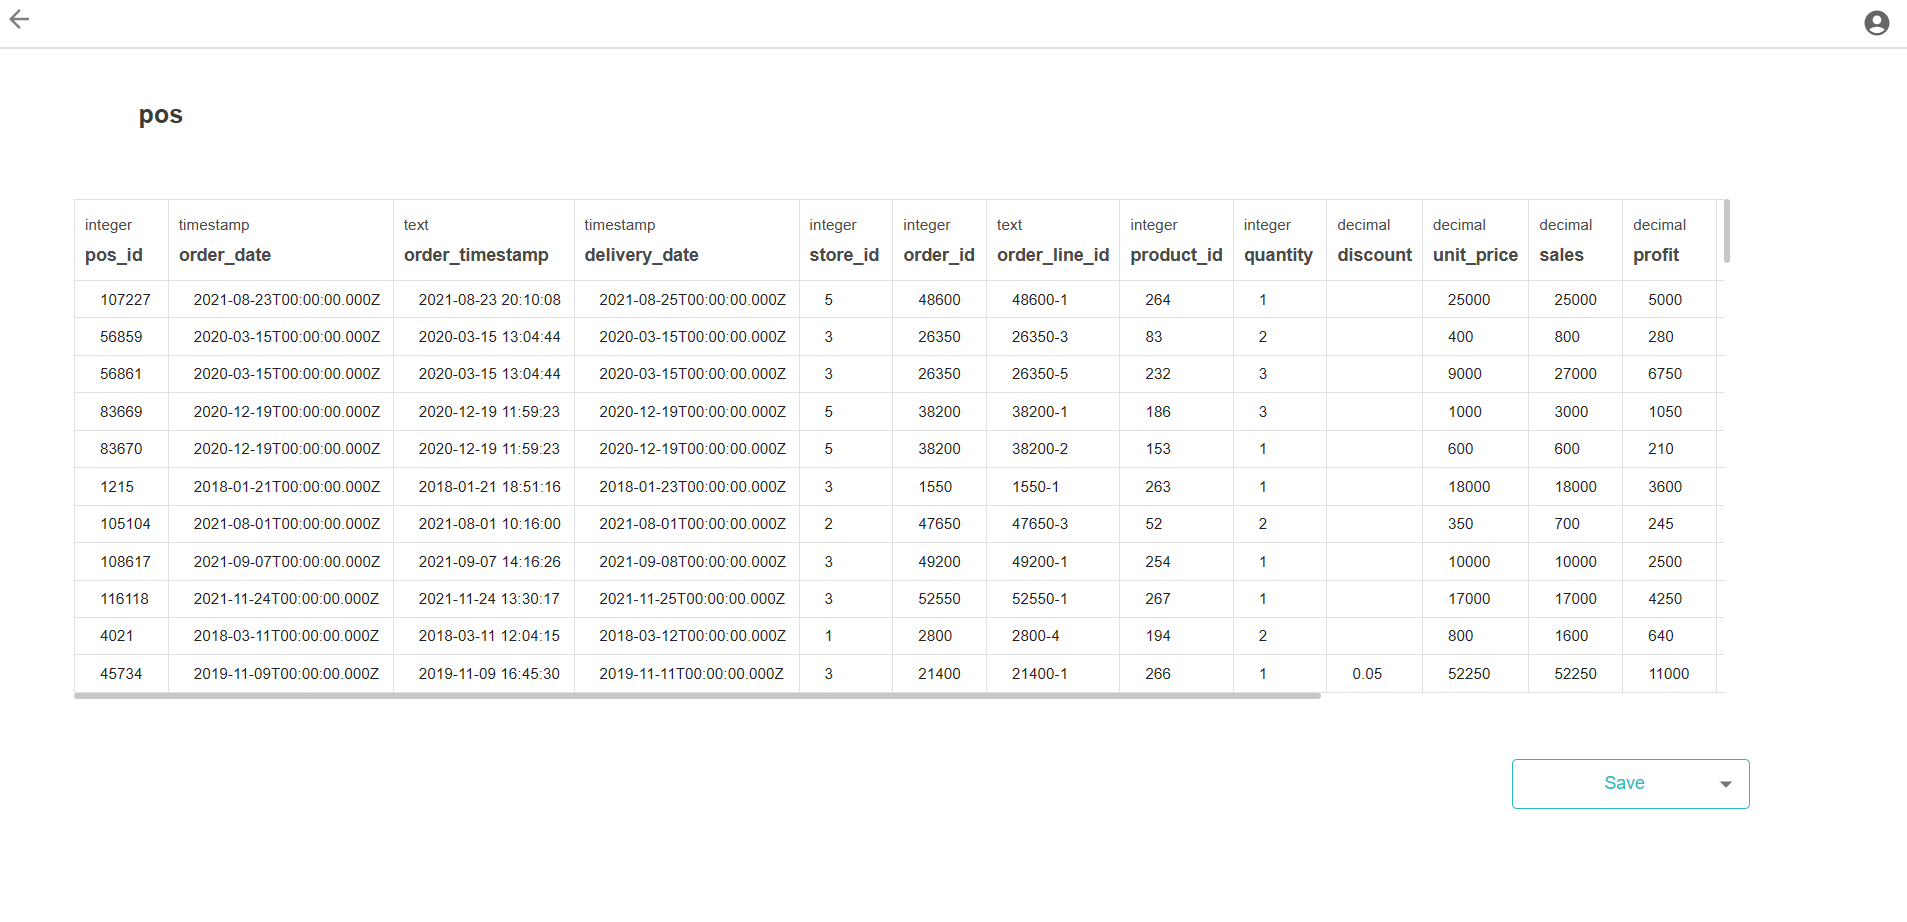 pos
integer timestamp text timestamp integer integer text integer integer decimal decimal decimal decimal
pos_id order_date order_timestamp delivery_date store_id order_id order_line_id product_id quantity discount unit_price sales profit
107227 2021-08-23T00:00:00.000Z 2021-08-23 20:10:08 2021-08-25T00:00:00.000Z 5 48600 48600-1 264 1 25000 25000 5000
56859 2020-03-15T00:00:00.000Z 2020-03-15 13:04:44 2020-03-15T00:00:00.000Z 3 26350 26350-3 83 2 400 800 280
56861 2020-03-15T00:00:00.000Z 2020-03-15 13:04:44 2020-03-15T00:00:00.000Z 3 26350 26350-5 232 3 9000 27000 6750
83669 2020-12-19T00:00:00.000Z 2020-12-19 11:59:23 2020-12-19T00:00:00.000Z 5 38200 38200-1 186 3 1000 3000 1050
83670 2020-12-19T00:00:00.000Z 2020-12-19 11:59:23 2020-12-19T00:00:00.000Z 5 38200 38200-2 153 1 600 600 210
1215 2018-01-21T00:00:00.000Z 2018-01-21 18:51:16 2018-01-23T00:00:00.000Z 3 1550 1550-1 263 1 18000 18000 3600
105104 2021-08-01T00:00:00.000Z 2021-08-01 10:16:00 2021-08-01T00:00:00.000Z 2 47650 47650-3 52 2 350 700 245
108617 2021-09-07T00:00:00.000Z 2021-09-07 14:16:26 2021-09-08T00:00:00.000Z 3 49200 49200-1 254 1 10000 10000 2500
116118 2021-11-24T00:00:00.000Z 2021-11-24 13:30:17 2021-11-25T00:00:00.000Z 3 52550 52550-1 267 1 17000 17000 4250
4021 2018-03-11T00:00:00.000Z 2018-03-11 12:04:15 2018-03-12T00:00:00.000Z 1 2800 2800-4 194 2 800 1600 640
45734 2019-11-09T00:00:00.000Z 2019-11-09 16:45:30 2019-11-11T00:00:00.000Z 3 21400 21400-1 266 1 0.05 52250 52250 11000
Save